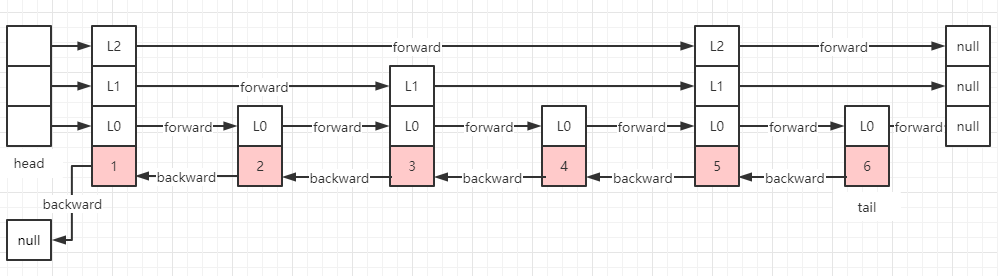 L2 forward L2 forward null
L1 forward L1 L1 null
L0 forward L0 forward L0 forward L0 forward L0 forward L0 forward null
head 1 backward 2 backward 3 backward 4 backward 5 backward 6
backward tail
null